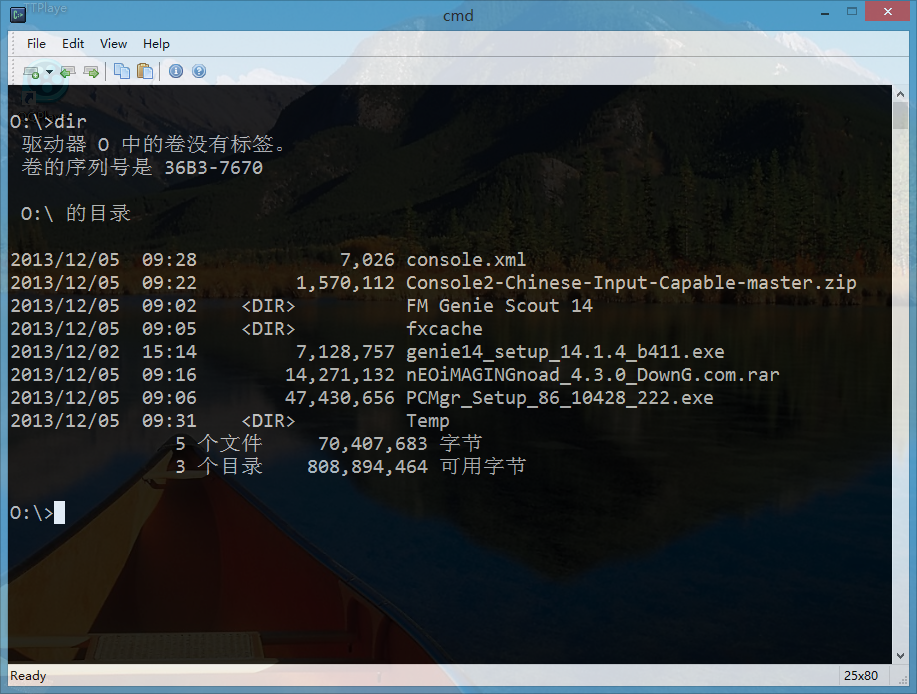 TTPlaye
cmd
File Edit View Help
O:\>dir
驱动器 O 中的卷没有标签。
卷的序列号是 36B3-7670
O:\ 的目录
2013/12/05 09:28 7,026 console.xml
2013/12/05 09:22 1,570,112 Console2-Chinese-Input-Capable-master.zip
2013/12/05 09:02 <DIR> FM Genie Scout 14
2013/12/05 09:05 <DIR> fxcache
2013/12/02 15:14 7,128,757 genie14_setup_14.1.4_b411.exe
2013/12/05 09:16 14,271,132 nEOiMAGINGnoad_4.3.0_DownG.com.rar
2013/12/05 09:06 47,430,656 PCMgr_Setup_86_10428_222.exe
2013/12/05 09:31 <DIR> Temp
5 个文件 70,407,683 字节
3 个目录 808,894,464 可用字节
O:\>
Ready 25x80